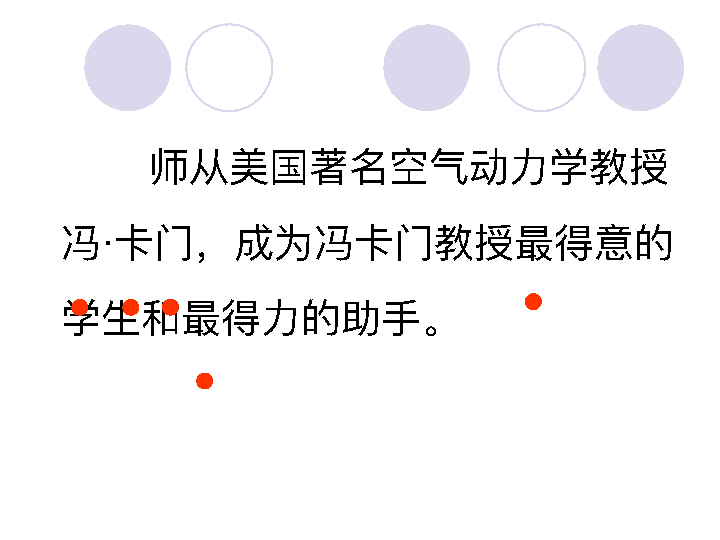 师从美国著名空气动力学教授
冯·卡门，成为冯卡门教授最得意的
学生和最得力的助手。